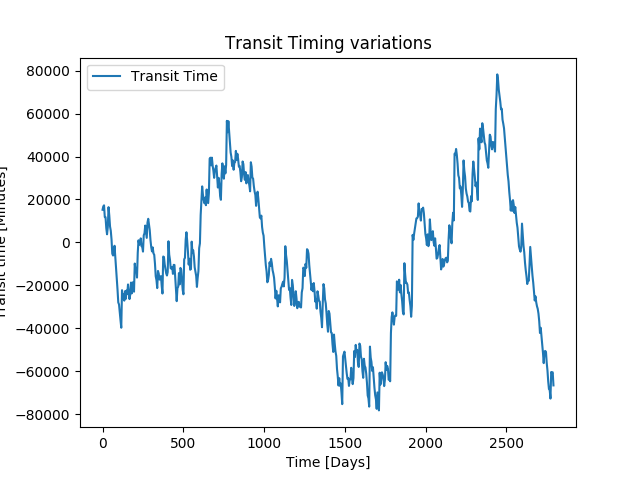 Transit Timing variations
Transit Time
80000
60000
40000
20000
0
−20000
−40000
−60000
−80000
Transit time [Minutes]
0 500 1000 1500 2000 2500
Time [Days]